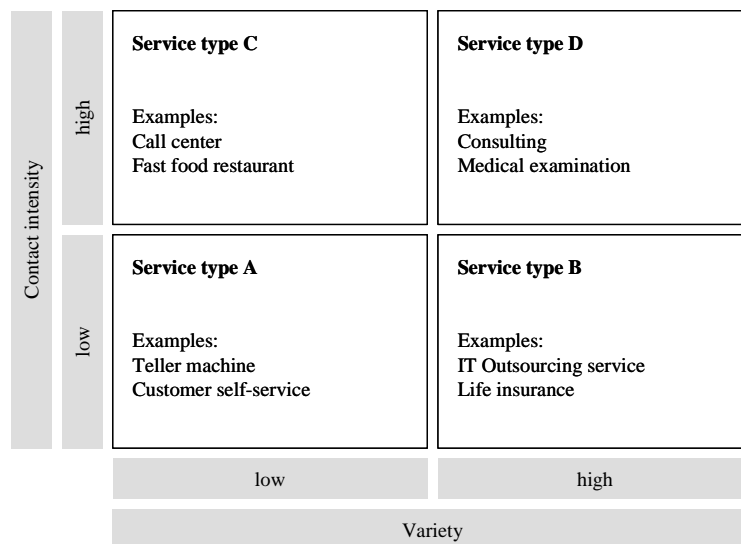 Contact intensity
high
Service type C
Examples:
Call center
Fast food restaurant
Service type D
Examples:
Consulting
Medical examination
low
Service type A
Examples:
Teller machine
Customer self-service
Service type B
Examples:
IT Outsourcing service
Life insurance
low
high
Variety